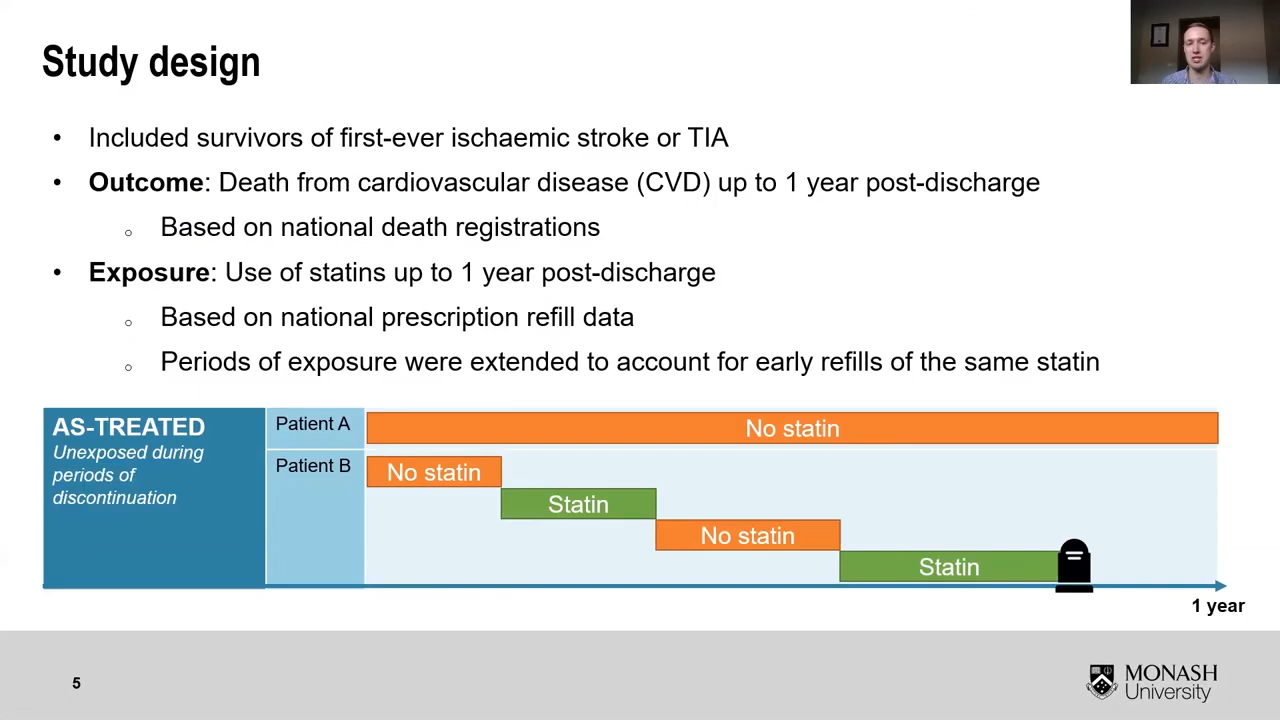 Study design
• Included survivors of first-ever ischaemic stroke or TIA
• Outcome: Death from cardiovascular disease (CVD) up to 1 year post-discharge
○ Based on national death registrations
• Exposure: Use of statins up to 1 year post-discharge
○ Based on national prescription refill data
○ Periods of exposure were extended to account for early refills of the same statin
AS-TREATED
Unexposed during
periods of
discontinuation
Patient A
No statin
Patient B
No statin
Statin
No statin
Statin
1 year
5
MONASH
University